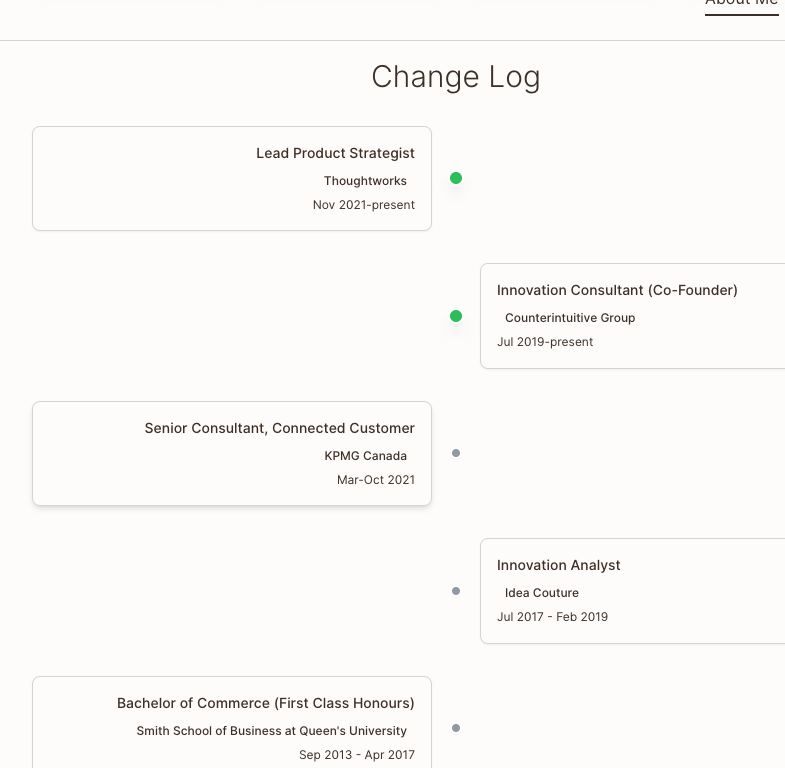 About Me
Change Log
Lead Product Strategist
Thoughtworks
Nov 2021-present
Innovation Consultant (Co-Founder)
Counterintuitive Group
Jul 2019-present
Senior Consultant, Connected Customer
KPMG Canada
Mar-Oct 2021
Innovation Analyst
Idea Couture
Jul 2017 - Feb 2019
Bachelor of Commerce (First Class Honours)
Smith School of Business at Queen's University
Sep 2013 - Apr 2017